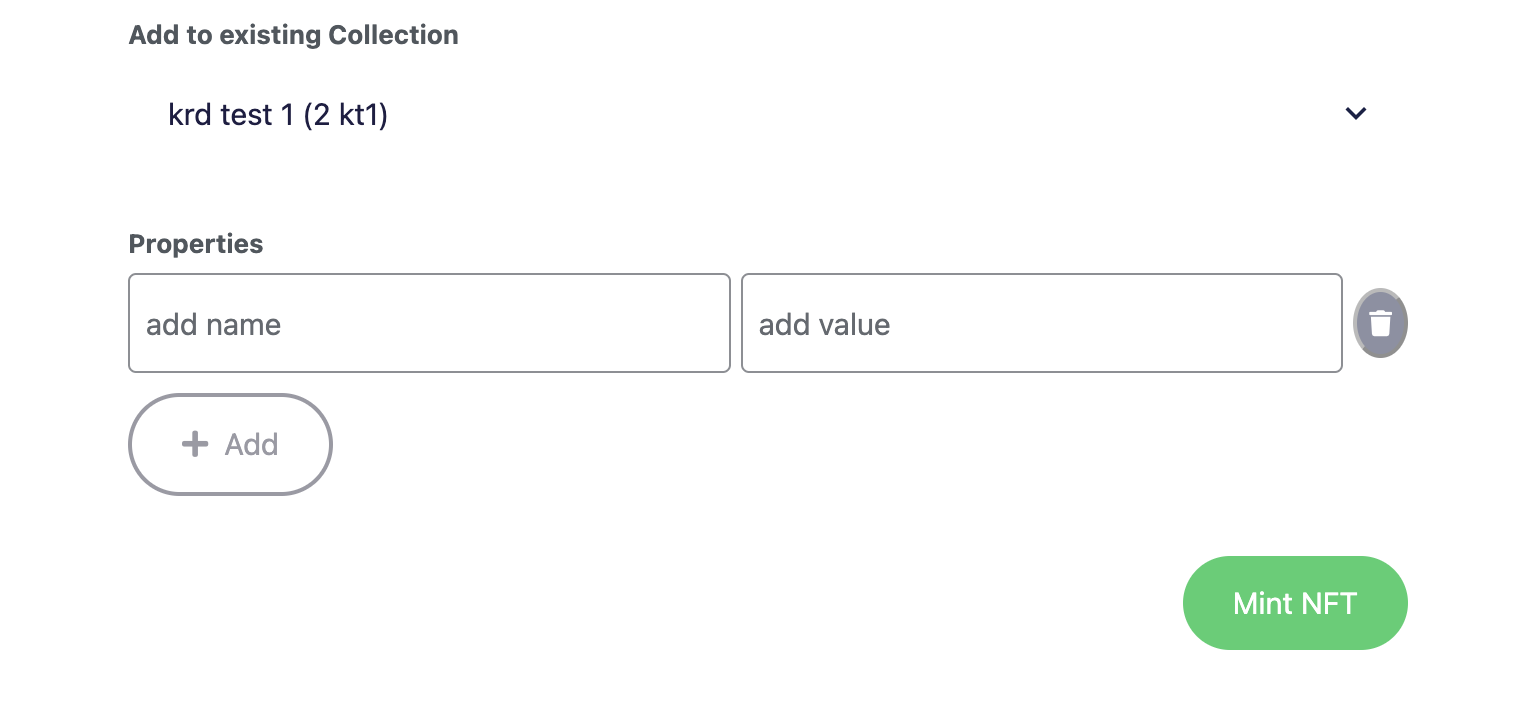 Add to existing Collection
krd test 1 (2 kt1)
Properties
add name
add value
Add
Mint NFT